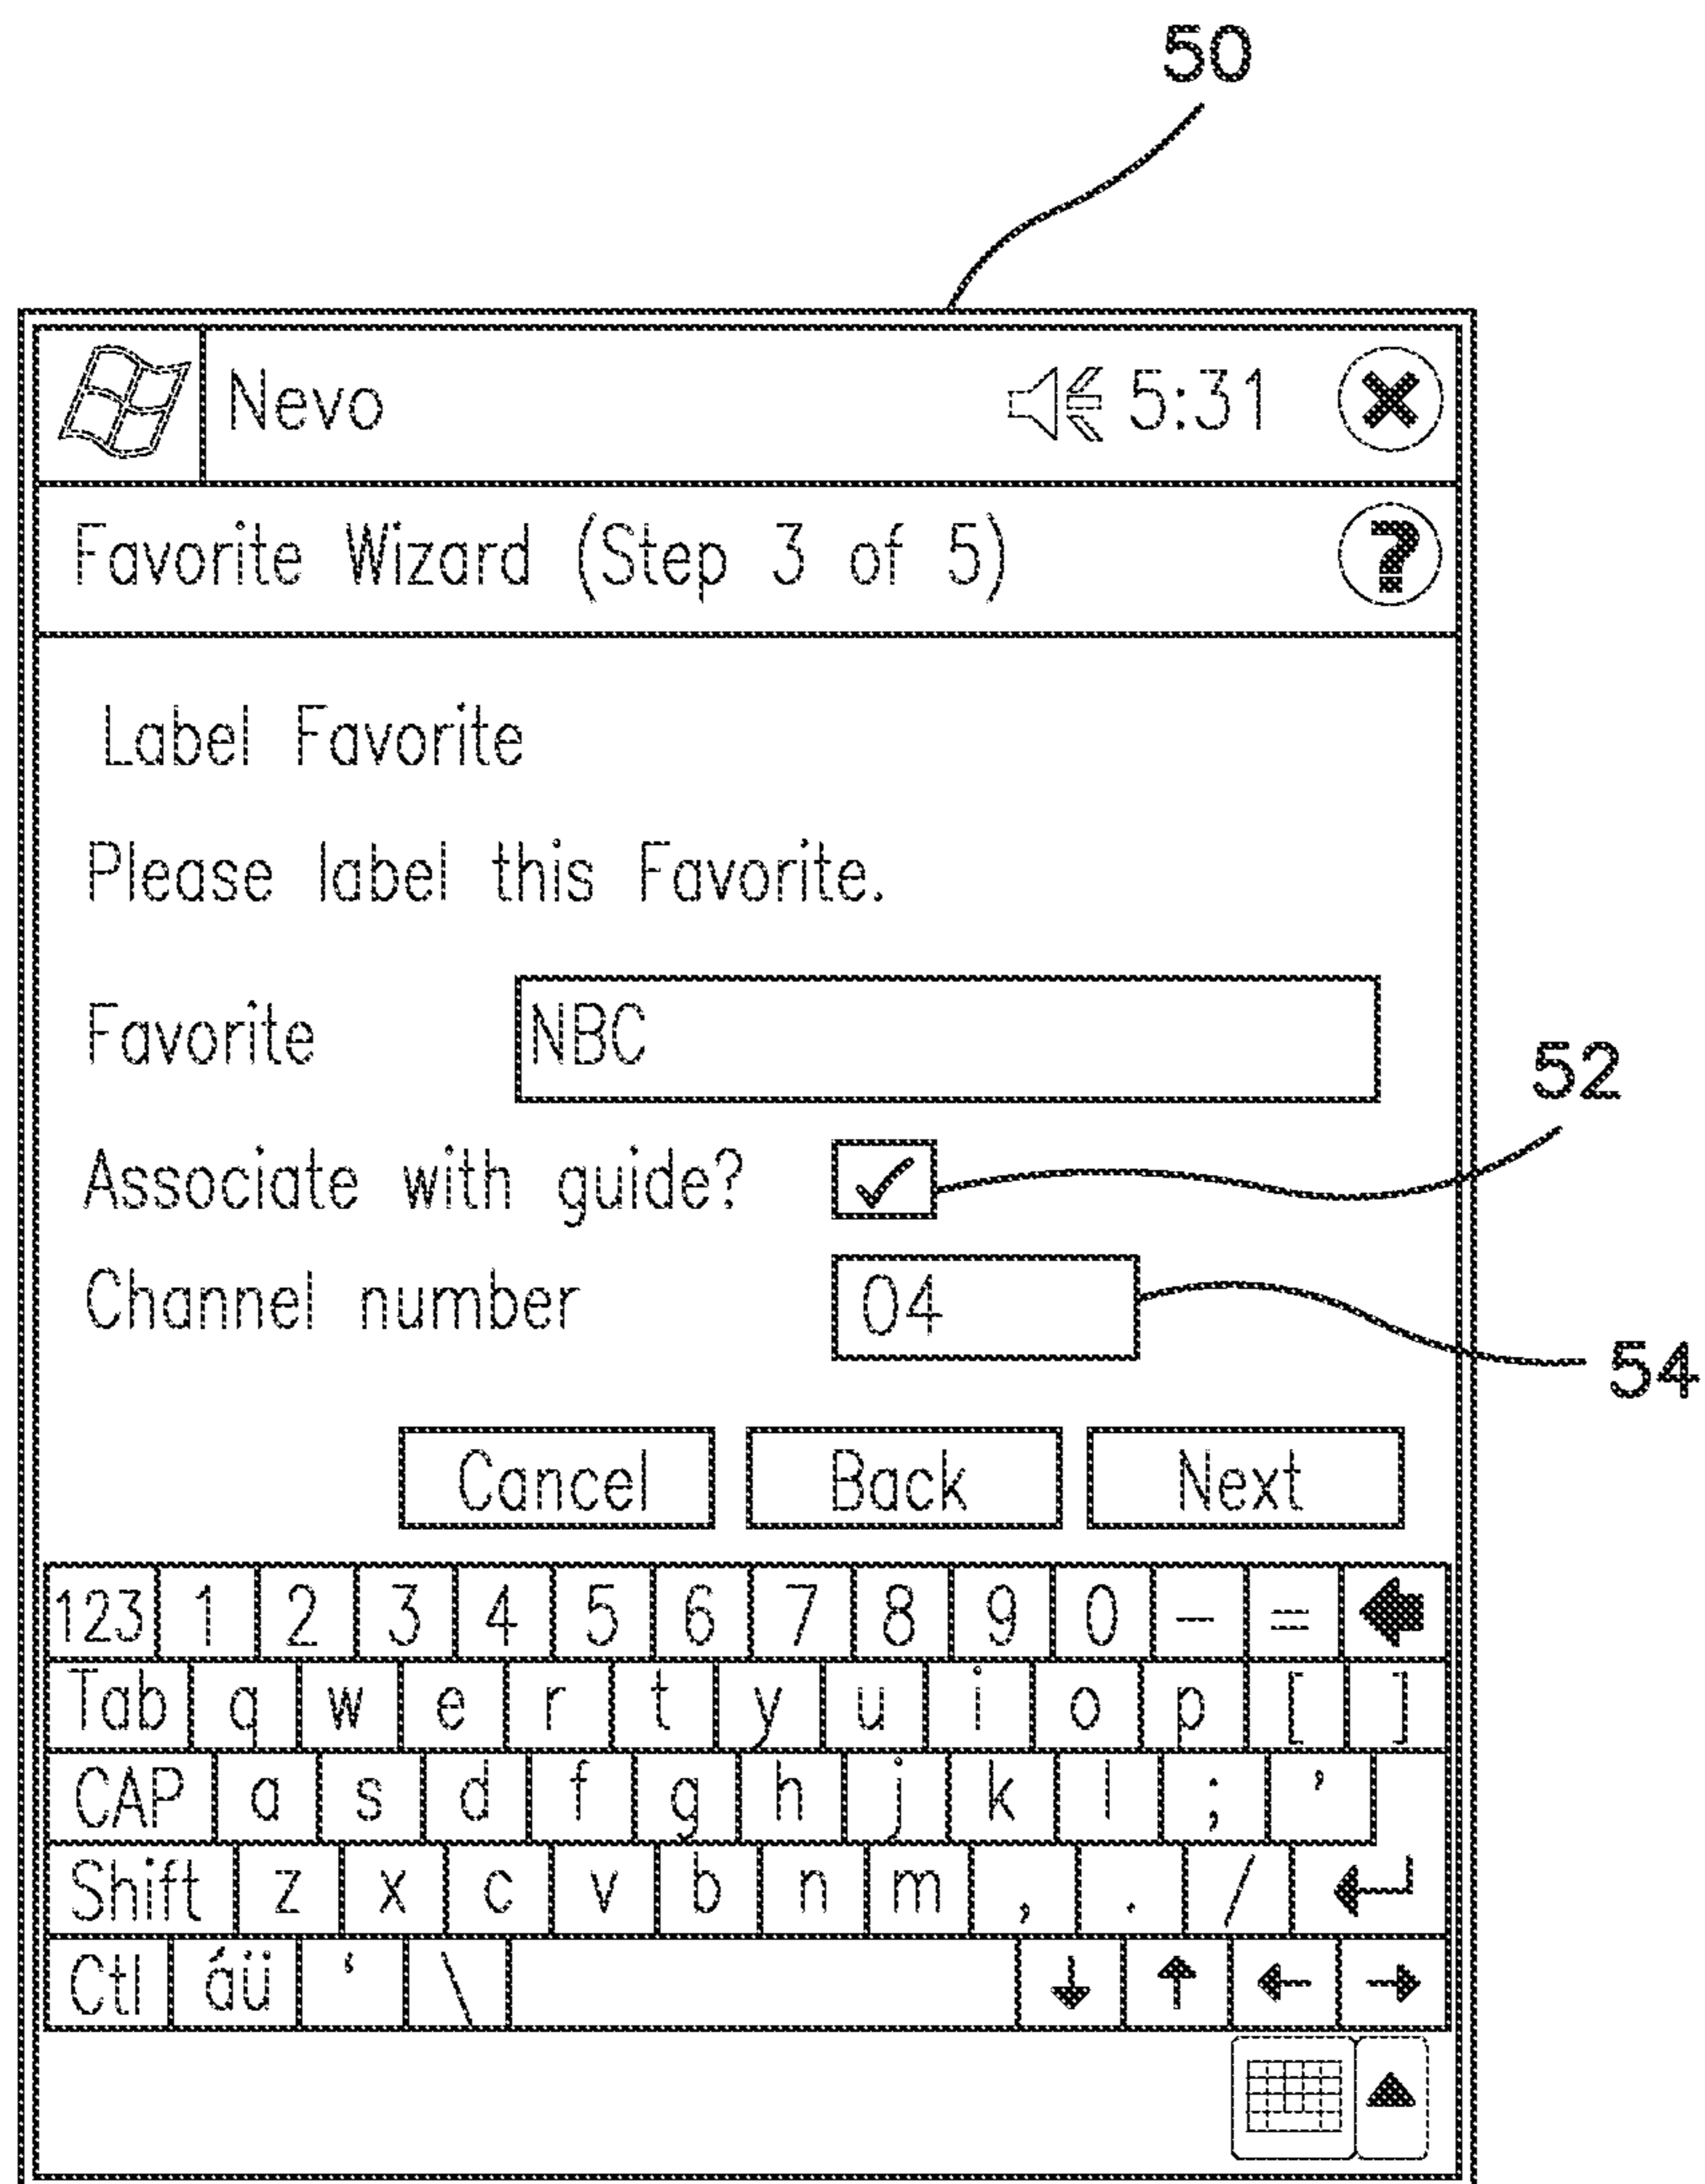 50
Nevo 5:31
Favorite Wizard (Step 3 of 5)
?
Label Favorite
Please label this Favorite.
Favorite NBC
52
Associate with guide?
Channel number 04
54
Cancel Back Next
123 1 2 3 4 5 6 7 8 9 0 - =
Tab q w e r t y u i o p [ ]
CAP a s d f g h j k l ; ’
Shift z x c v b n m , . /
Ctl áü ‘ \